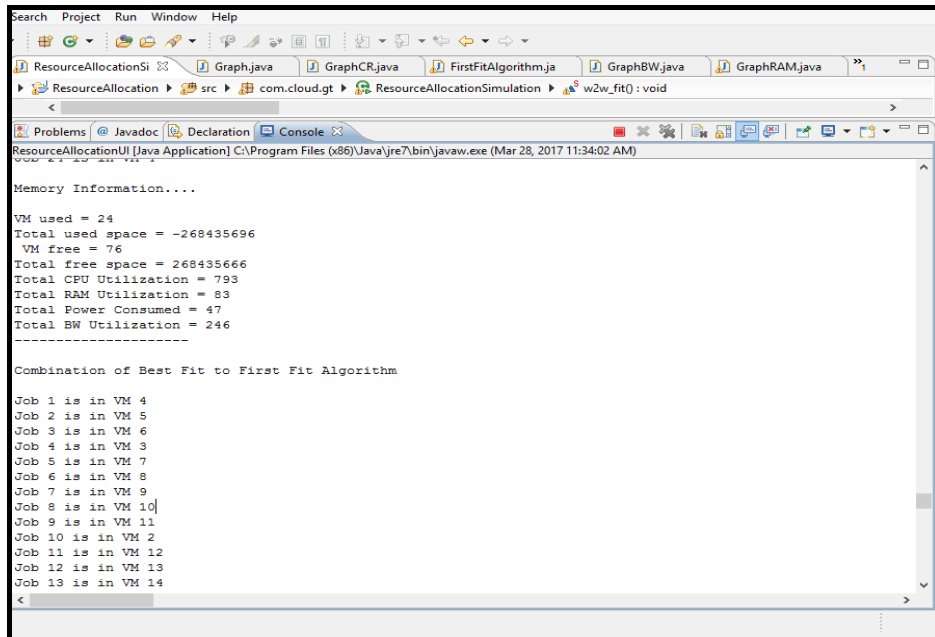 Search Project Run Window Help
ResourceAllocationSi Graph.java GraphCR.java FirstFitAlgorithm.ja GraphBW.java GraphRAM.java »1
ResourceAllocation src com.cloud.gt ResourceAllocationSimulation w2w_fit() : void
Problems @ Javadoc Declaration Console
ResourceAllocationUI [Java Application] C:\Program Files (x86)\Java\jre7\bin\javaw.exe (Mar 28, 2017 11:34:02 AM)
Memory Information....
VM used = 24
Total used space = -268435696
VM free = 76
Total free space = 268435666
Total CPU Utilization = 793
Total RAM Utilization = 83
Total Power Consumed = 47
Total BW Utilization = 246
---------------------
Combination of Best Fit to First Fit Algorithm
Job 1 is in VM 4
Job 2 is in VM 5
Job 3 is in VM 6
Job 4 is in VM 3
Job 5 is in VM 7
Job 6 is in VM 8
Job 7 is in VM 9
Job 8 is in VM 10
Job 9 is in VM 11
Job 10 is in VM 2
Job 11 is in VM 12
Job 12 is in VM 13
Job 13 is in VM 14